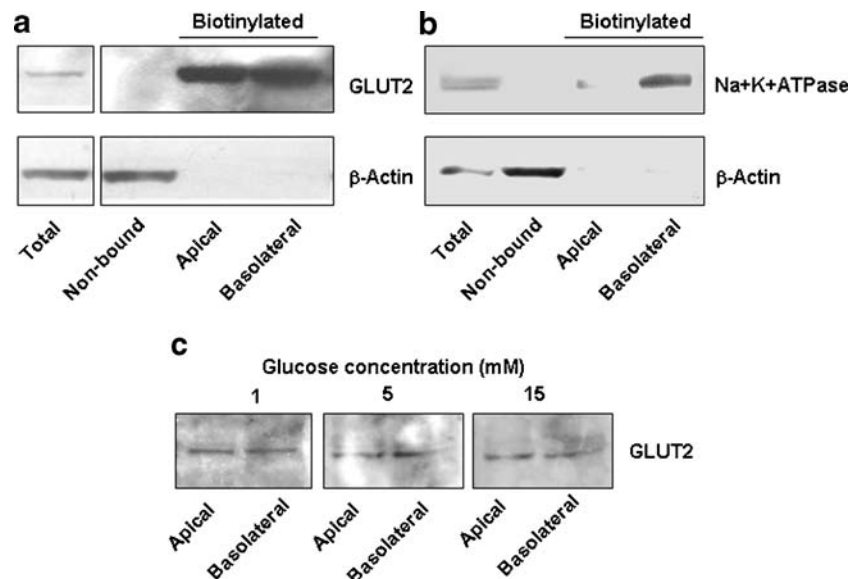 a
Biotinylated
GLUT2
β-Actin
Total
Non-bound
Apical
Basolateral
b
Biotinylated
Na+K+ATPase
β-Actin
Total
Non-bound
Apical
Basolateral
c
Glucose concentration (mM)
1 5 15
GLUT2
Apical
Basolateral
Apical
Basolateral
Apical
Basolateral